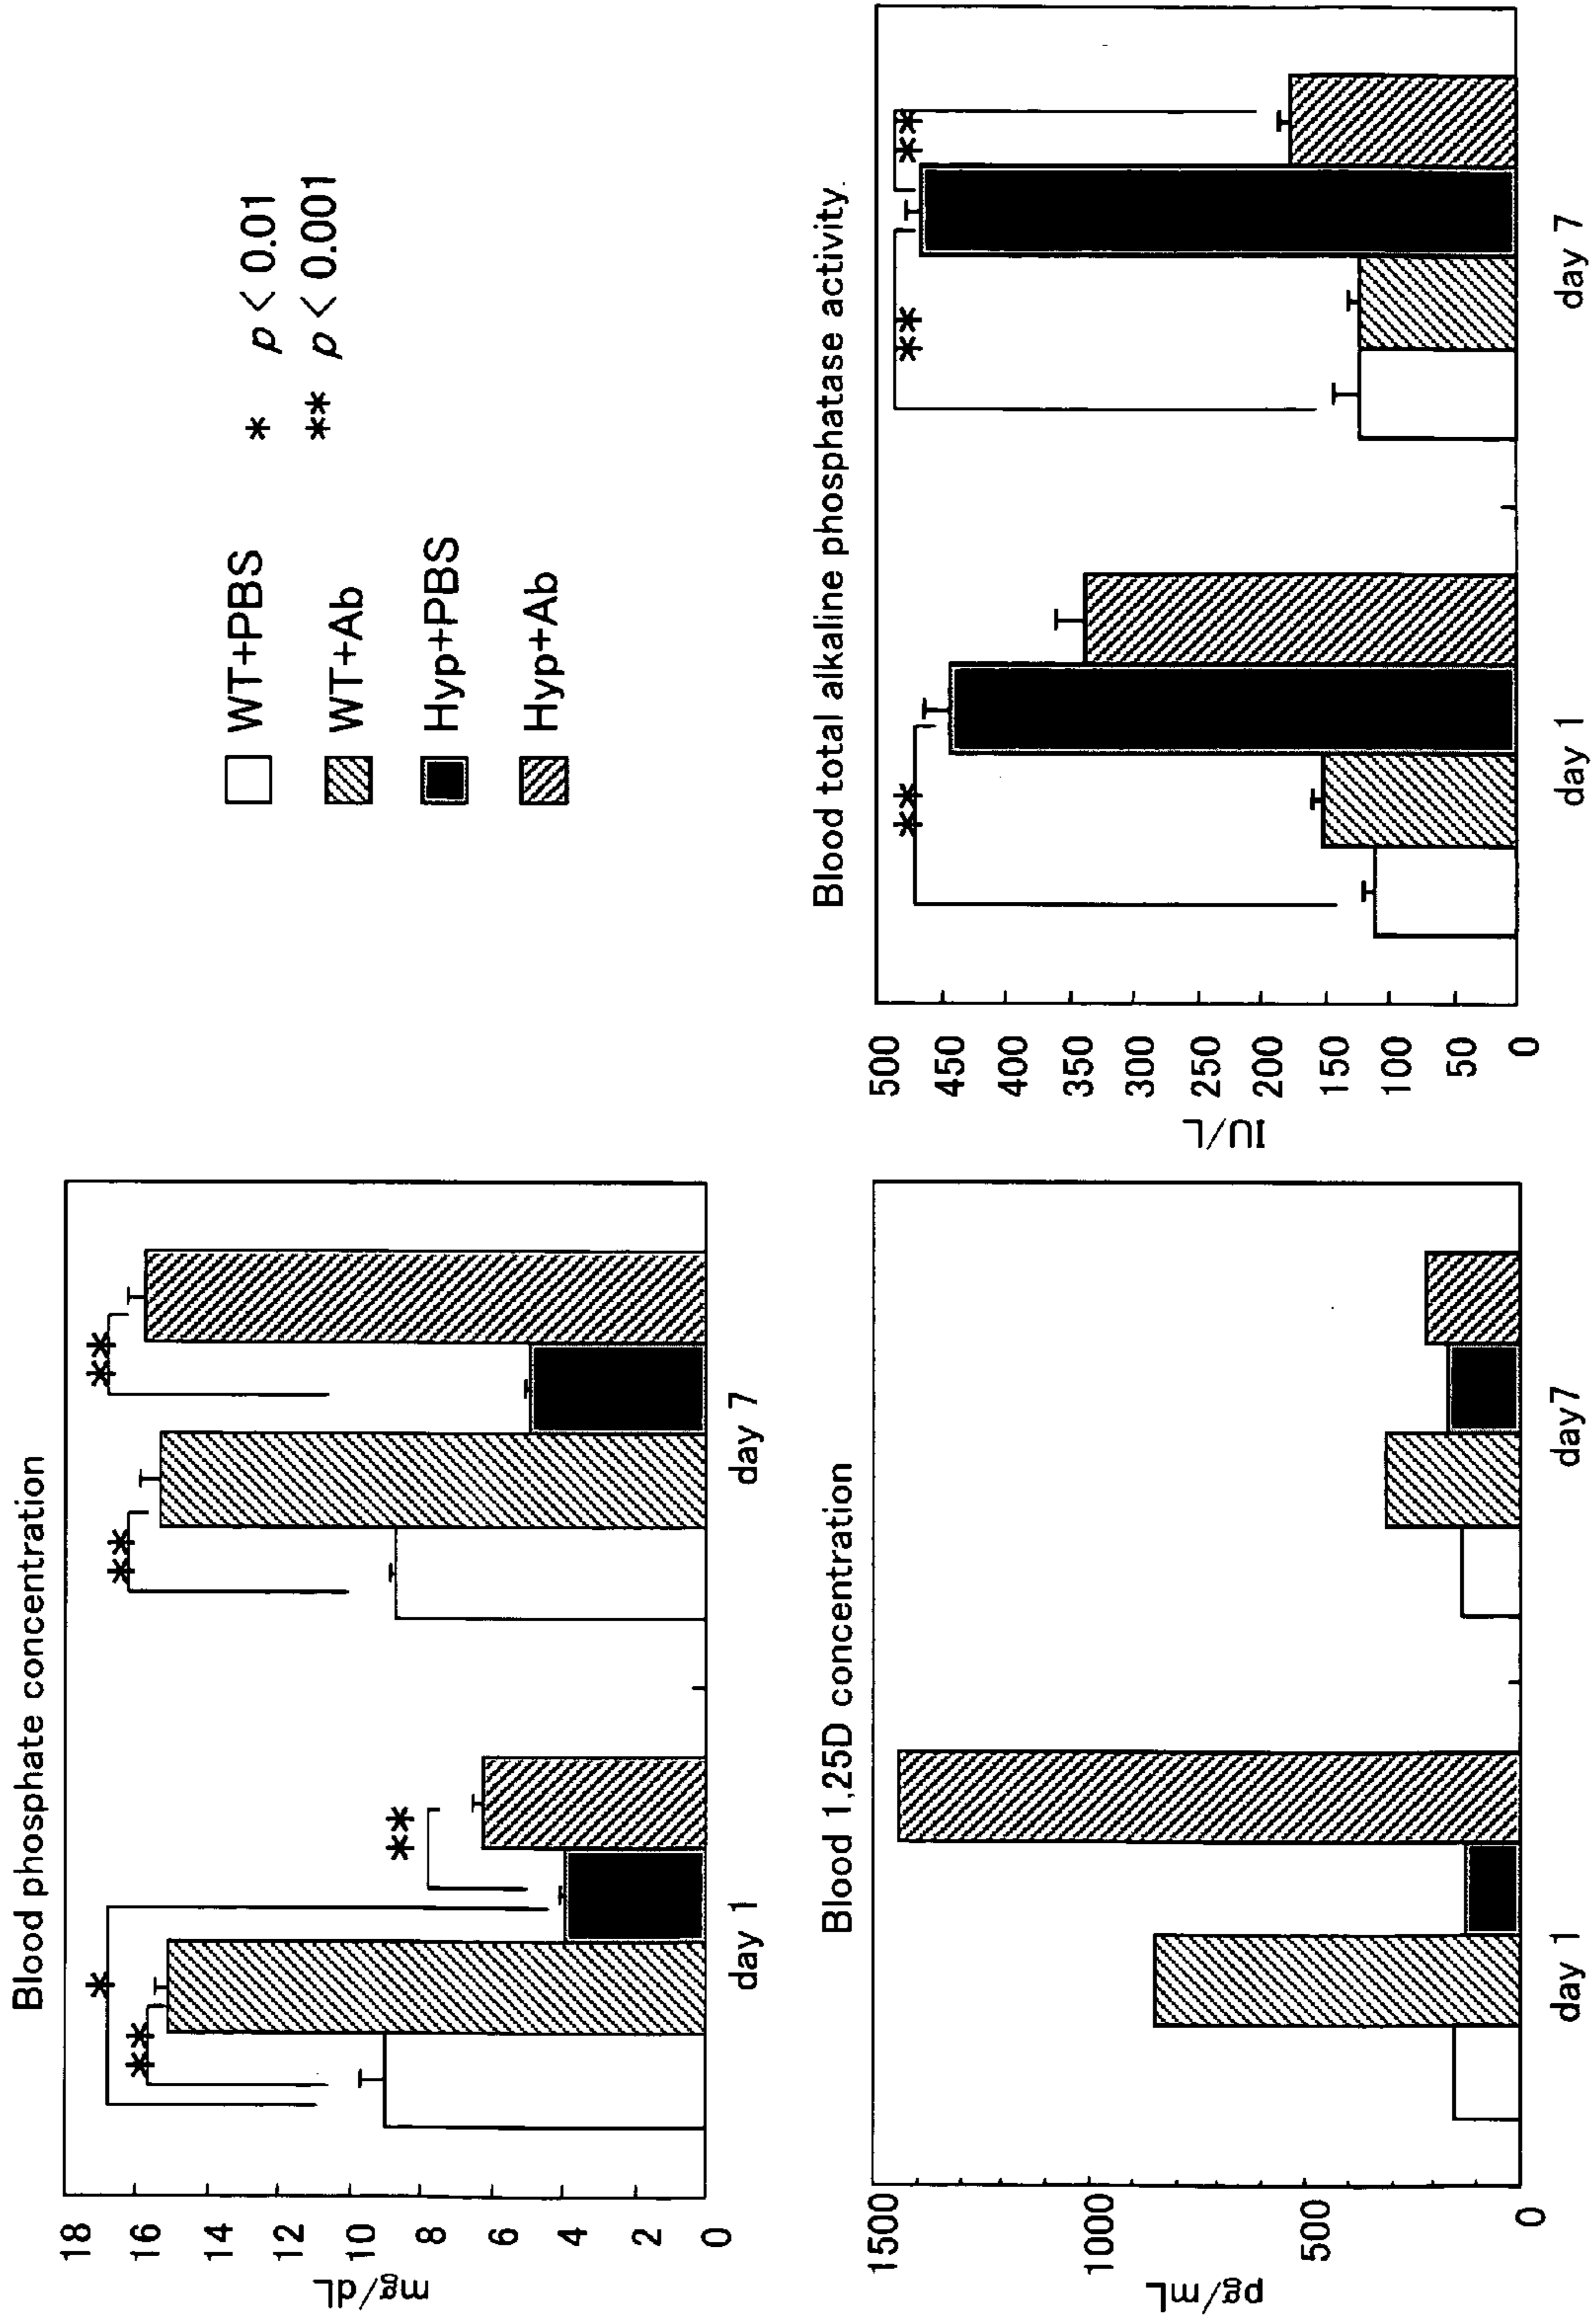 Blood phosphate concentration
mg/dL
18
16
14
12
10
8
6
4
2
0
*
**
**
**
**
day 1
day 7
WT+PBS
WT+Ab
Hyp+PBS
Hyp+Ab
* p < 0.01
** p < 0.001
Blood 1,25D concentration
pg/mL
1500
1000
500
0
day 1
day7
Blood total alkaline phosphatase activity.
IU/L
500
450
400
350
300
250
200
150
100
50
0
**
**
**
day 1
day 7